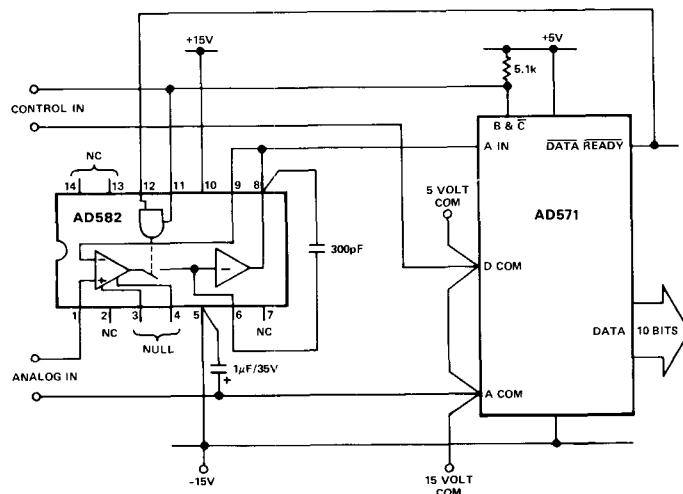 +15V
+5V
5.1k
CONTROL IN
B & C̅
A IN
D̅A̅T̅A̅ R̅E̅A̅D̅Y̅
NC
14 13 12 11 10 9 8
AD582
5 VOLT
COM
AD571
300pF
D COM
1 2 3 4 5 6 7
NC
NULL
NC
DATA
10 BITS
1µF/35V
+
ANALOG IN
A COM
-15V
15 VOLT
COM